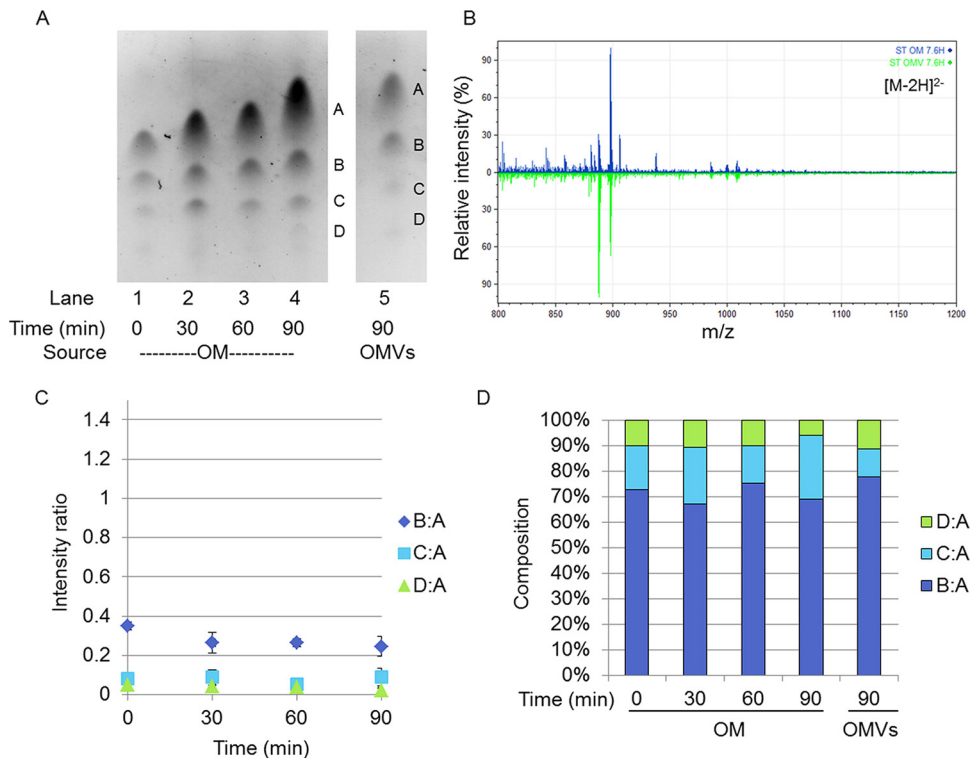 A
A
B
C
D
A
B
C
D
Lane 1 2 3 4 5
Time (min) 0 30 60 90 90
Source ---------OM---------- OMVs
B
ST OM 7.6H
ST OMV 7.6H
[M-2H]2-
Relative intensity (%)
90
60
30
0
30
60
90
800 850 900 950 1000 1050 1100 1150 1200
m/z
C
Intensity ratio
1.4
1.2
1
0.8
0.6
0.4
0.2
0
0 30 60 90
Time (min)
B:A
C:A
D:A
D
Composition
100%
90%
80%
70%
60%
50%
40%
30%
20%
10%
0%
Time (min) 0 30 60 90 90
OM OMVs
D:A
C:A
B:A